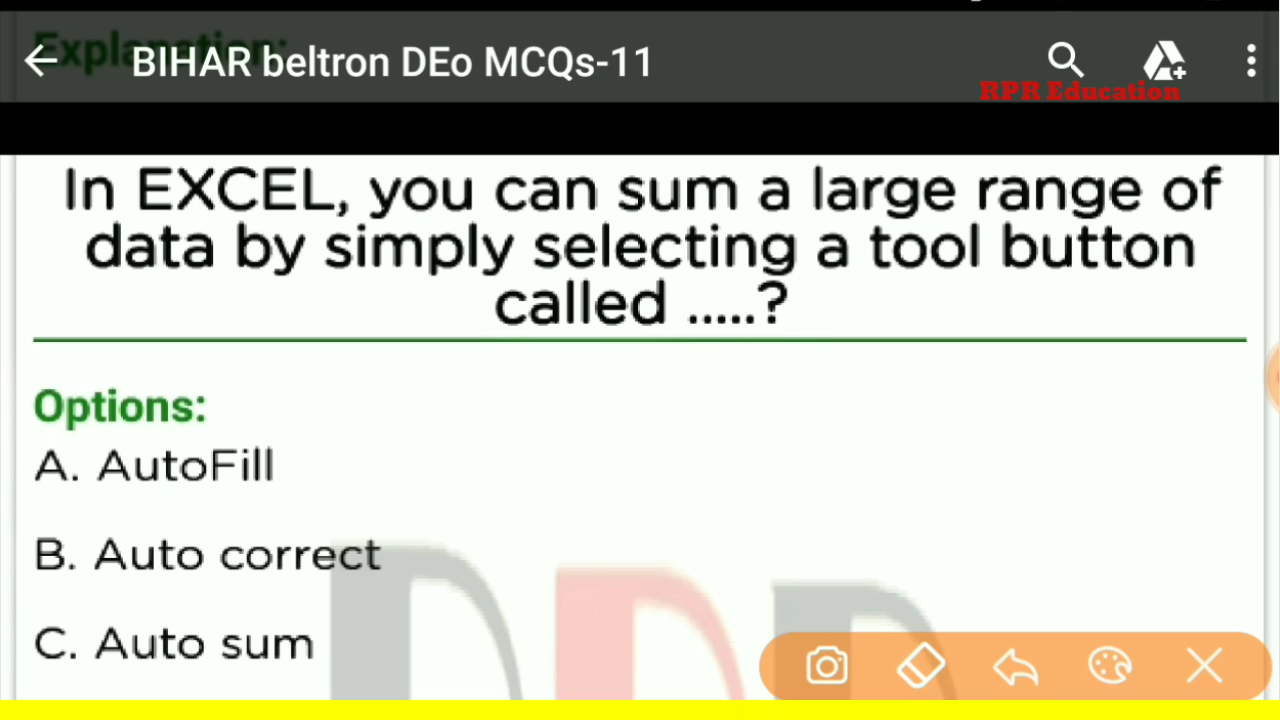 Explanation:
BIHAR beltron DEo MCQs-11
RPR Education
In EXCEL, you can sum a large range of
data by simply selecting a tool button
called .....?
Options:
A. AutoFill
B. Auto correct
C. Auto sum